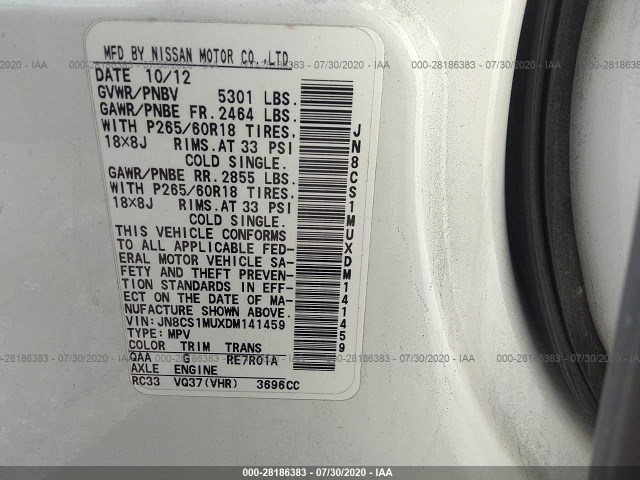 MFD BY NISSAN MOTOR CO.,LTD
DATE 10/12
GVWR/PNBV 5301 LBS.
GAWR/PNBE FR. 2464 LBS.
WITH P265/60R18 TIRES,
18X8J RIMS.AT 33 PSI
COLD SINGLE.
GAWR/PNBE RR. 2855 LBS.
WITH P265/60R18 TIRES,
18X8J RIMS.AT 33 PSI
COLD SINGLE.
THIS VEHICLE CONFORMS
TO ALL APPLICABLE FED-
ERAL MOTOR VEHICLE SA-
FETY AND THEFT PREVEN-
TION STANDARDS IN EFF-
ECT ON THE DATE OF MA-
NUFACTURE SHOWN ABOVE.
VIN: JN8CS1MUXDM141459
TYPE: MPV
COLOR TRIM TRANS
QAA G RE7R01A
AXLE ENGINE
RC33 VQ37(VHR) 3696CC
JN8CS1MUXDM141459
000-28186383 - 07/30/2020 - IAA